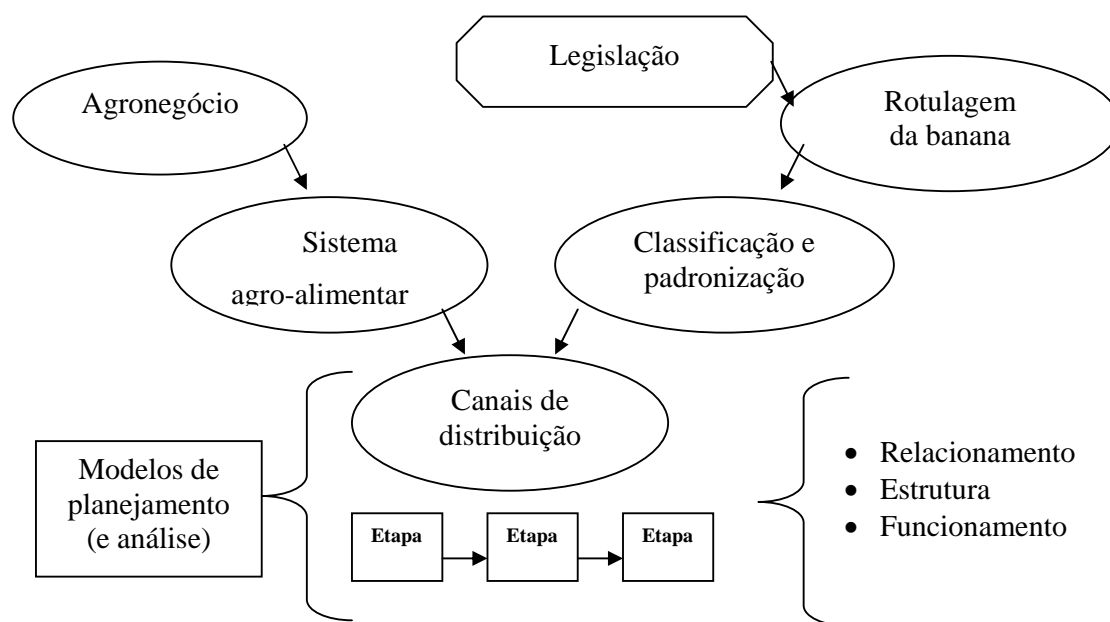 Legislação
Agronegócio
Rotulagem
da banana
Sistema
agro-alimentar
Classificação e
padronização
Canais de
distribuição
Modelos de
planejamento
(e análise)
• Relacionamento
• Estrutura
• Funcionamento
Etapa
Etapa
Etapa